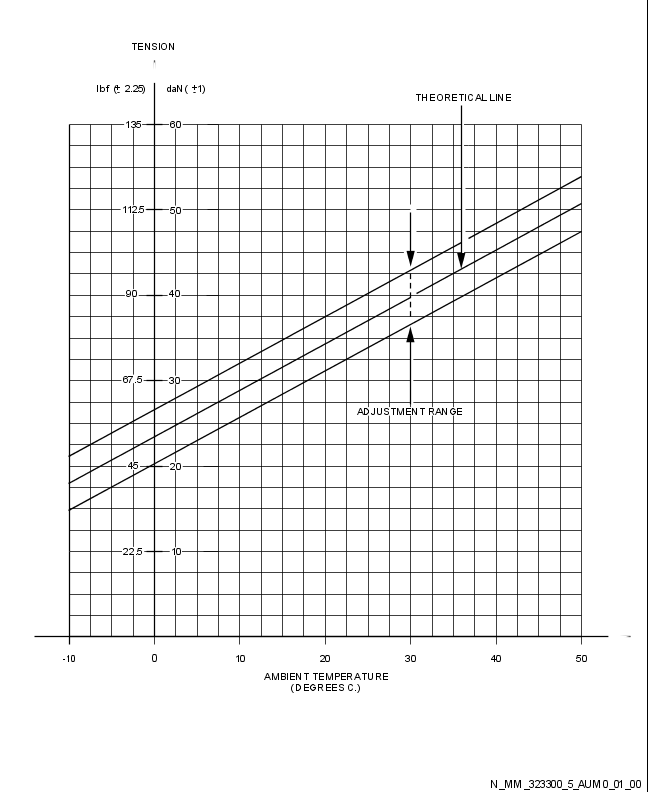 TENSION
lbf (± 2.25) daN (±1)
THEORETICAL LINE
135 60
112.5 50
90 40
67.5 30
ADJUSTMENT RANGE
45 20
22.5 10
-10 0 10 20 30 40 50
AMBIENT TEMPERATURE
(DEGREES C.)
N_MM_323300_5_AUM0_01_00